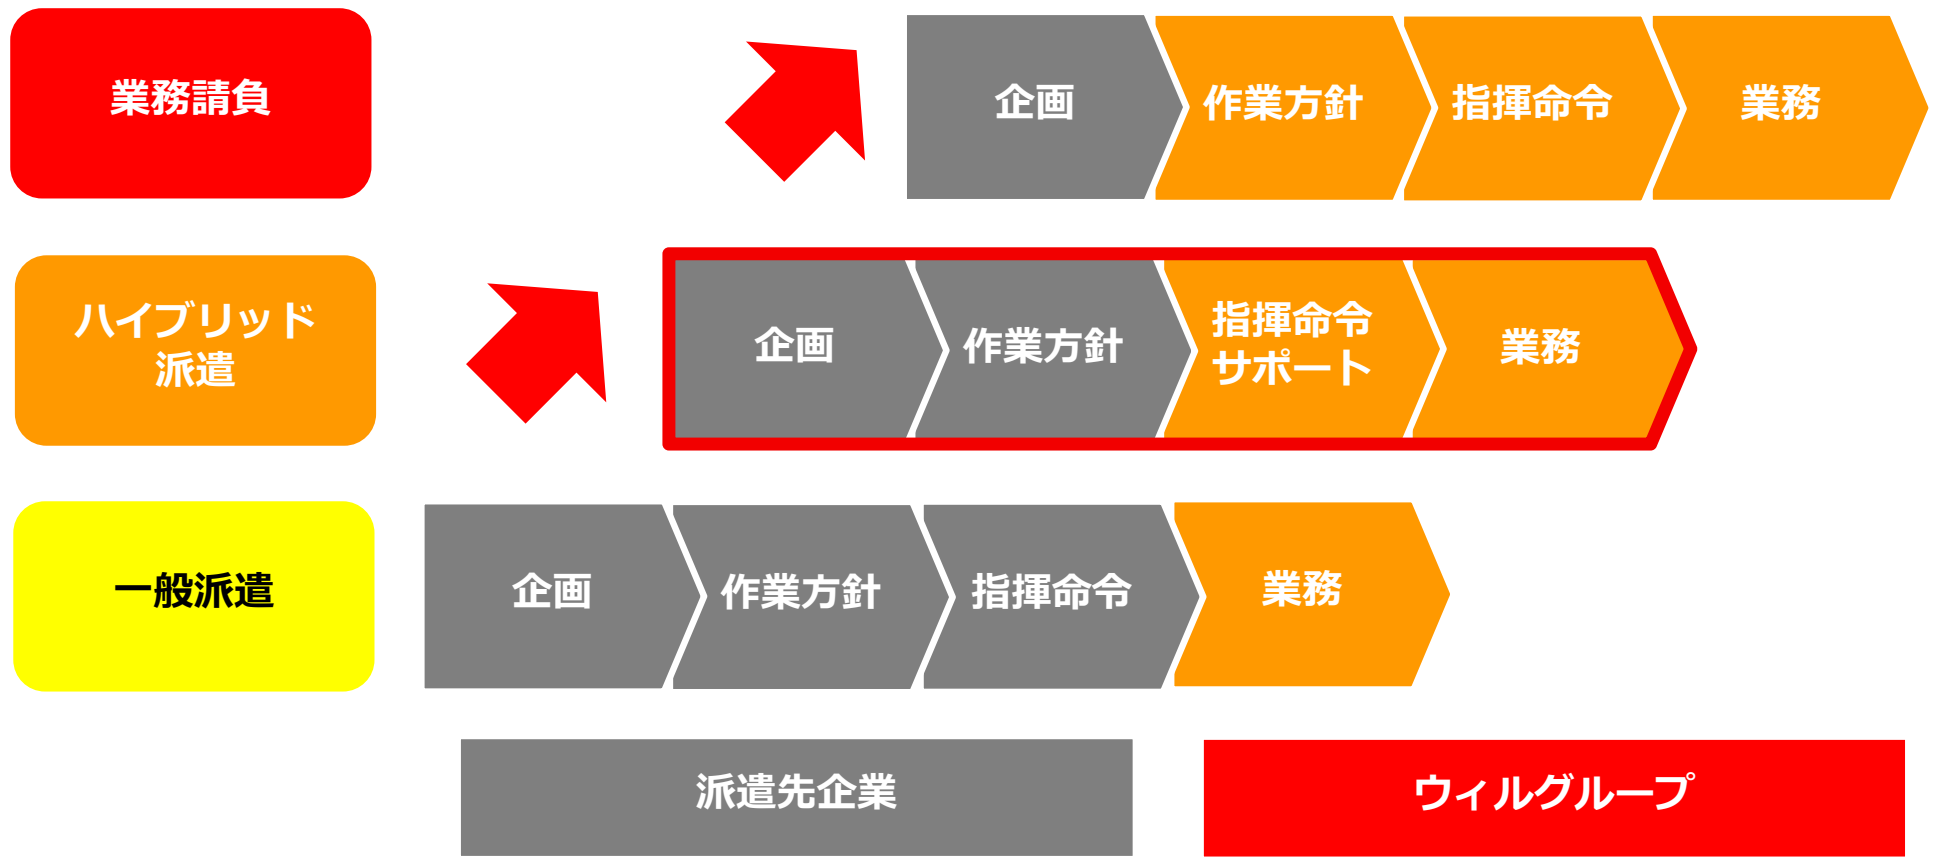 業務請負
企画
作業方針
指揮命令
業務
ハイブリッド
派遣
企画
作業方針
指揮命令
サポート
業務
一般派遣
企画
作業方針
指揮命令
業務
派遣先企業
ウィルグループ